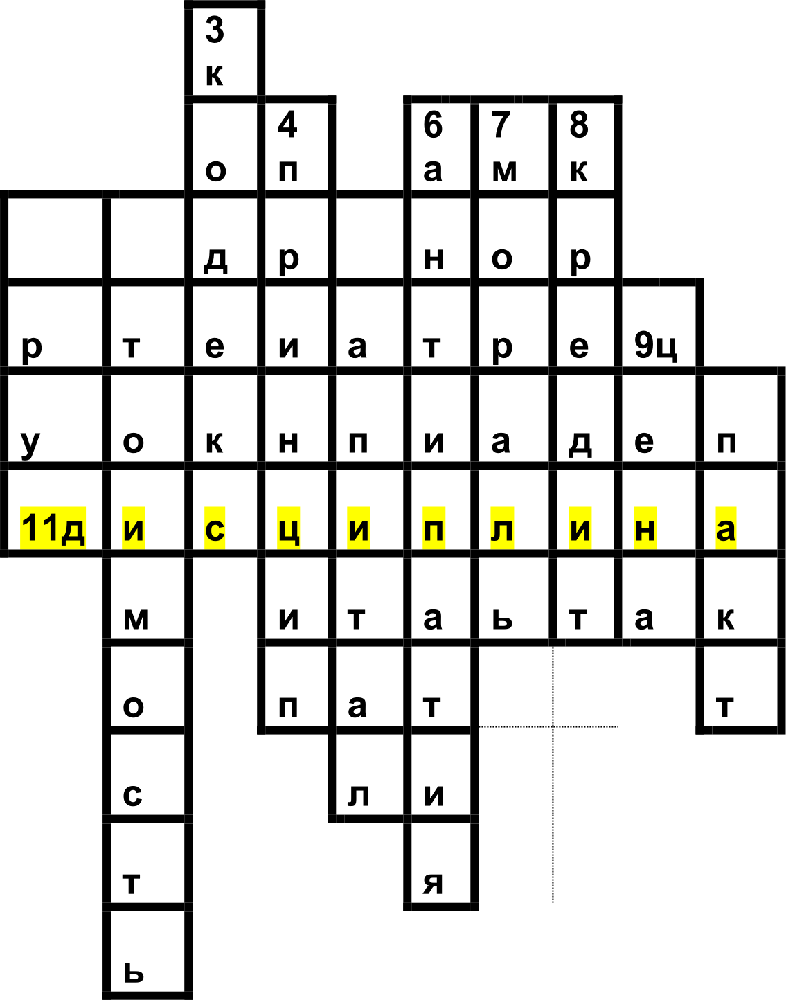 3
к
4 6 7 8
о п а м к
д р н о р
р т е и а т р е 9ц
у о к н п и а д е п
11д и с ц и п л и н а
м и т а ь т а к
о п а т т
с л и
т я
ь